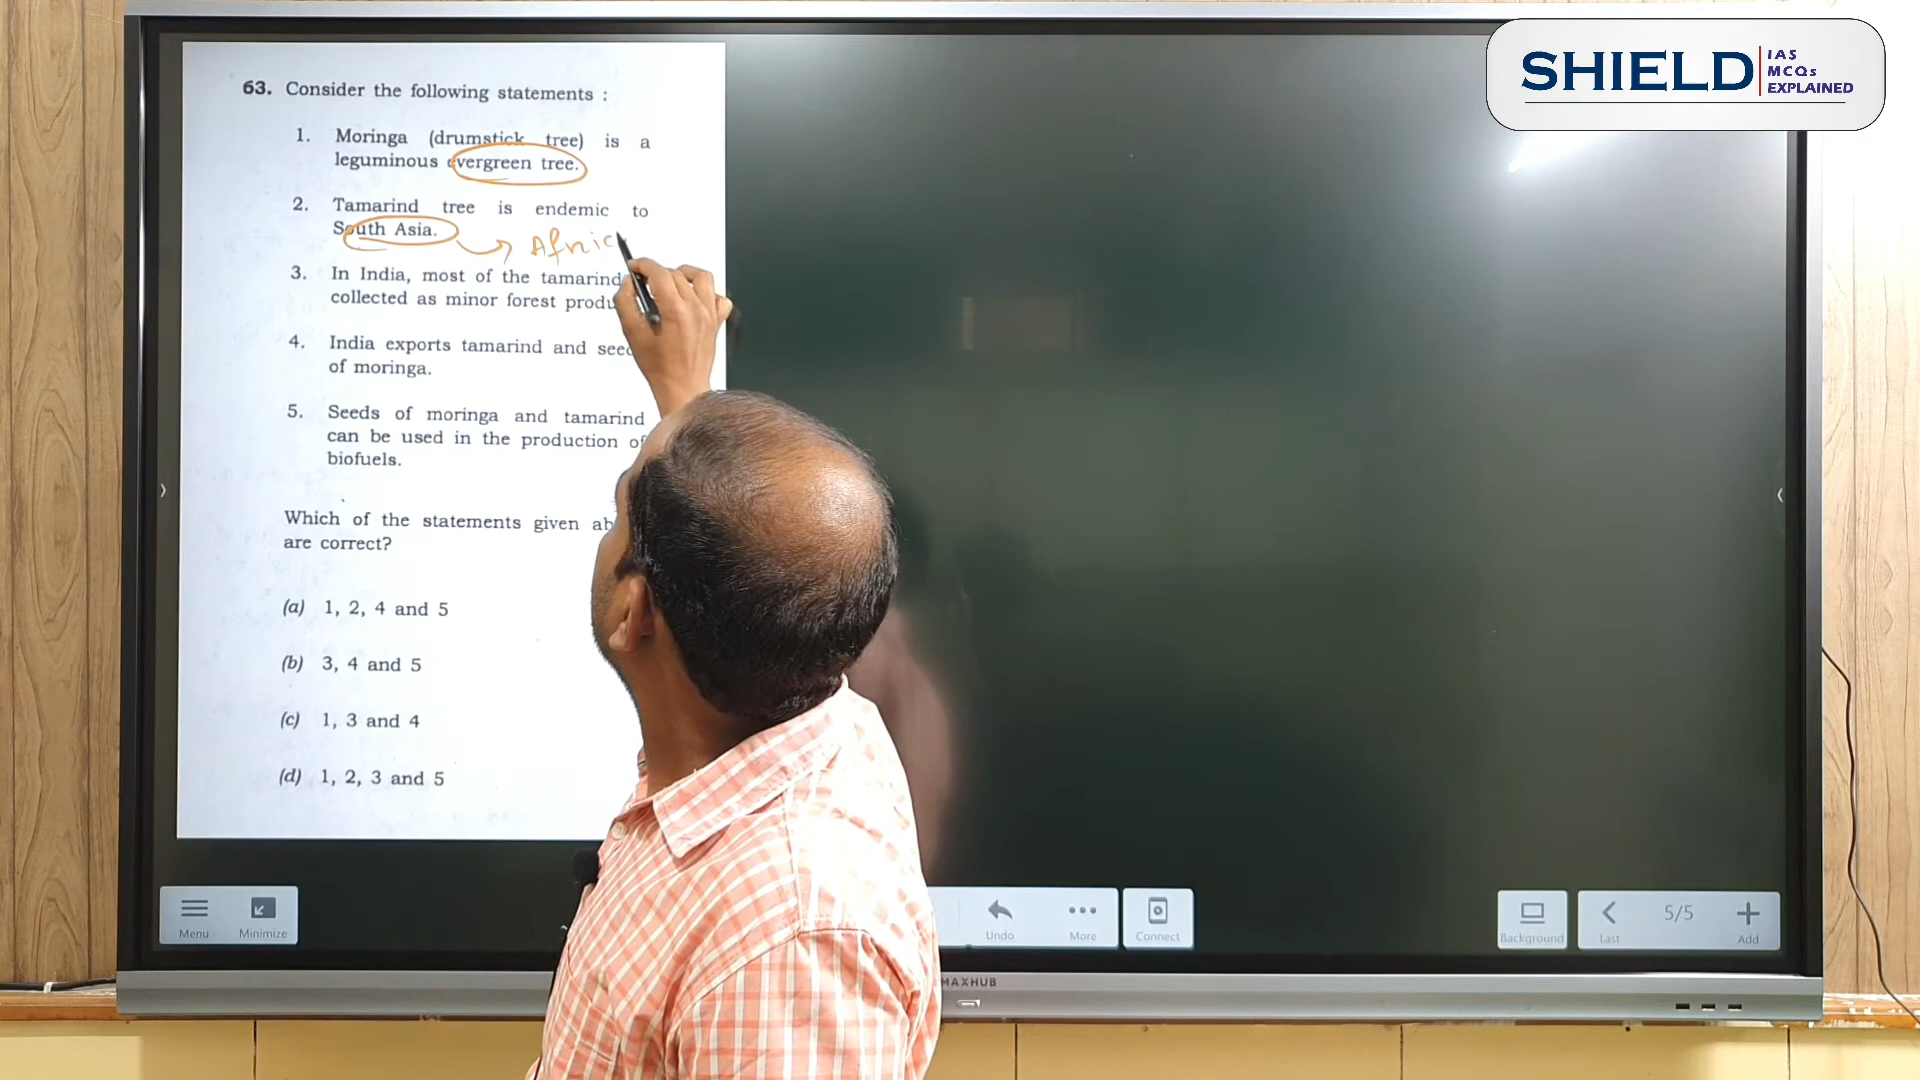 SHIELD
IAS
MCQs
EXPLAINED
63. Consider the following statements :
1. Moringa (drumstick tree) is a
leguminous evergreen tree.
2. Tamarind tree is endemic to
South Asia.
Afric
3. In India, most of the tamarind
collected as minor forest
4. India exports tamarind and
of moringa.
5. Seeds of moringa and tamarind
can be used in the production of
biofuels.
Which of the statements given
are correct?
(a) 1, 2, 4 and 5
(b) 3, 4 and 5
(c) 1, 3 and 4
(d) 1, 2, 3 and 5
Menu
Minimize
Undo
More
Connect
Background
Last
5/5
Add
MAXHUB